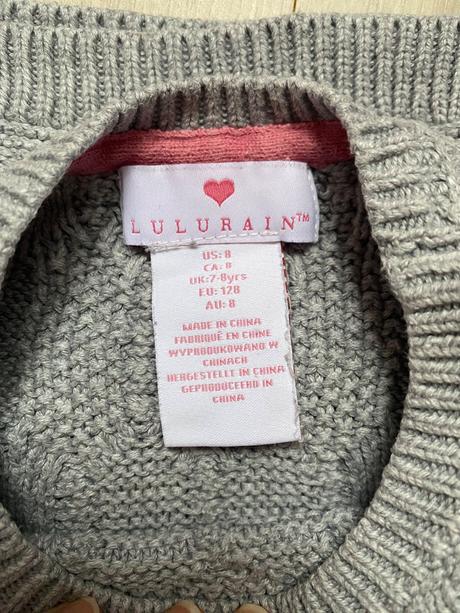 LULURAIN™
US: 8
CA: 8
UK:7-8yrs
EU: 128
AU: 8
MADE IN CHINA
FABRIQUÉ EN CHINE
WYPRODUKOWANO W
CHINACH
HERGESTELLT IN CHINA
GEPRODUCEERD IN
CHINA